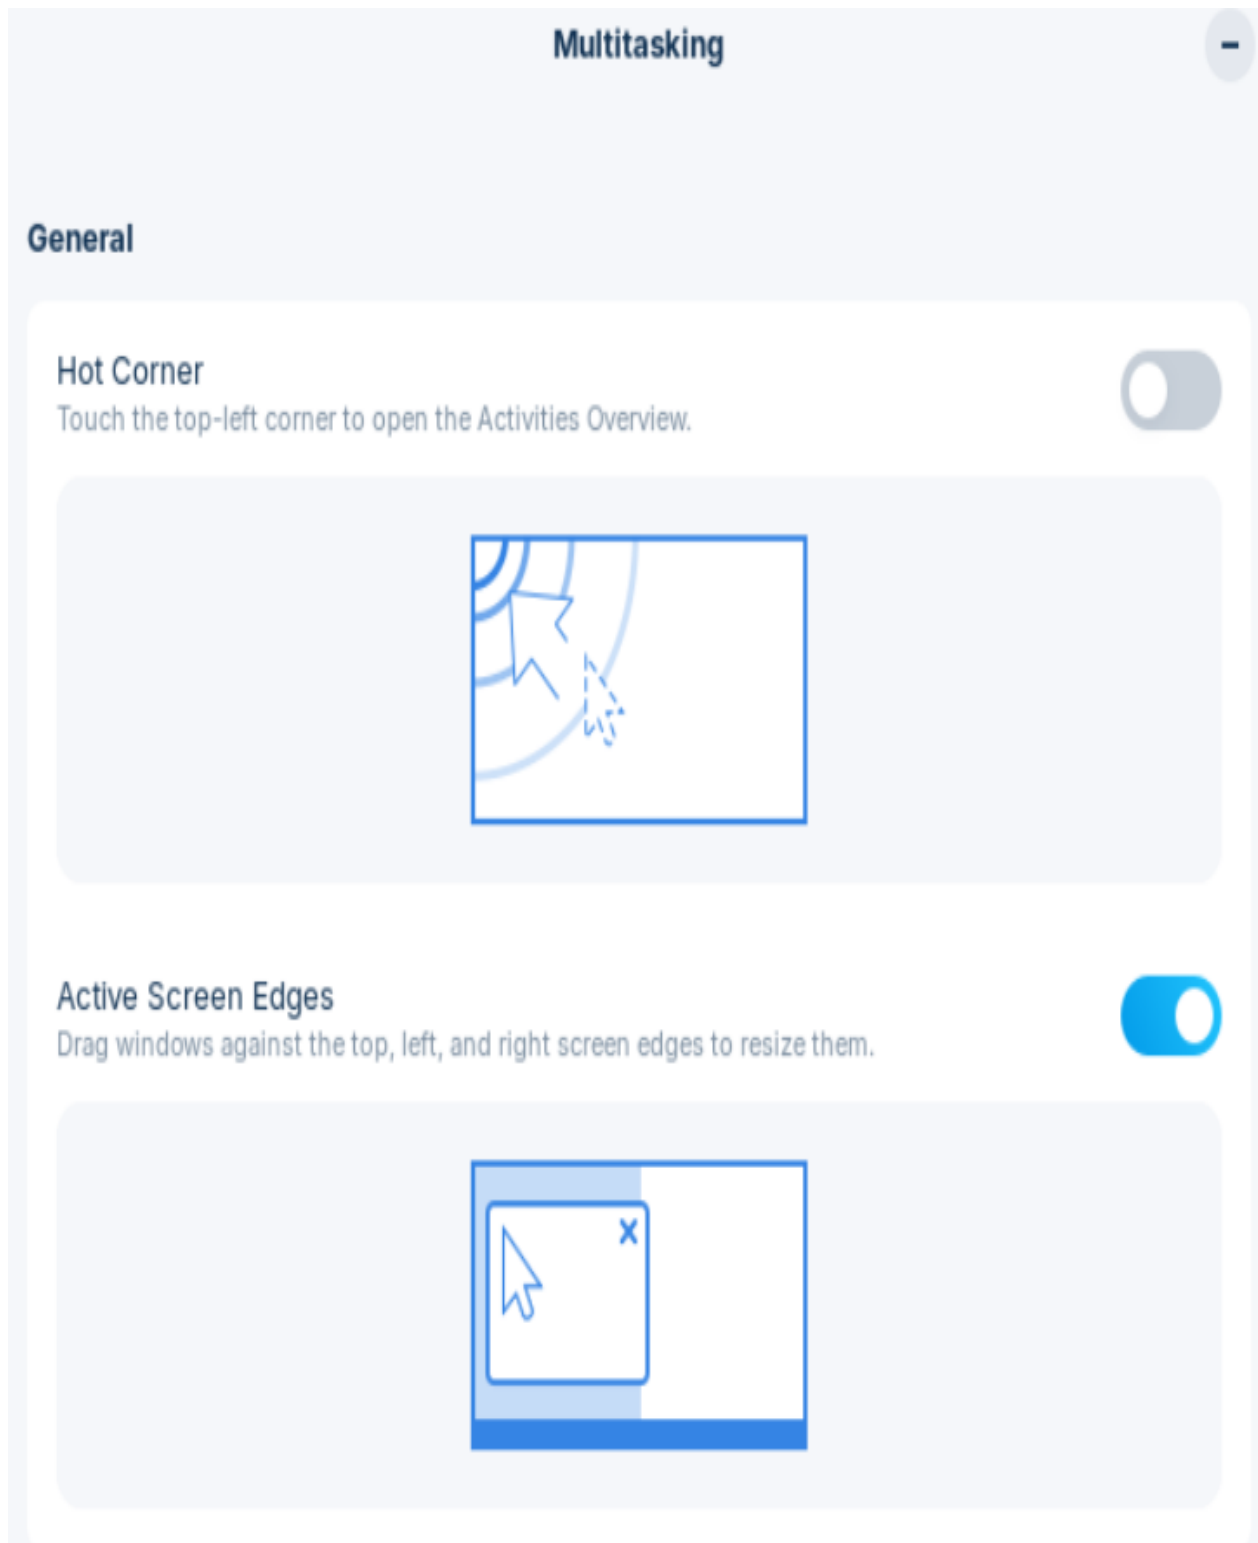 Multitasking
General
Hot Corner
Touch the top-left corner to open the Activities Overview.
Active Screen Edges
Drag windows against the top, left, and right screen edges to resize them.